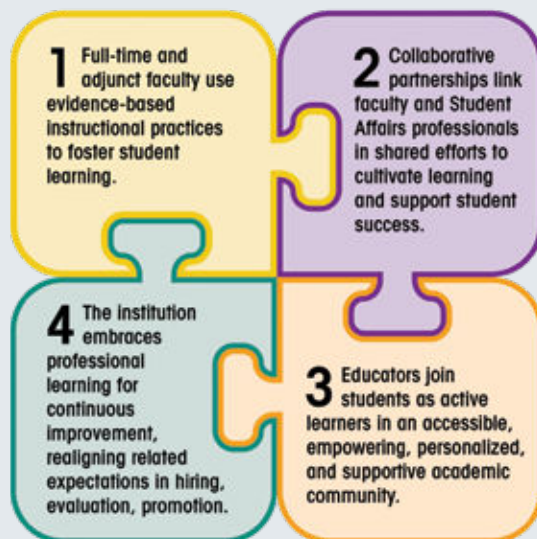 1 Full-time and
adjunct faculty use
evidence-based
instructional practices
to foster student
learning.
2 Collaborative
partnerships link
faculty and Student
Affairs professionals
in shared efforts to
cultivate learning
and support student
success.
3 Educators join
students as active
learners in an accessible,
empowering, personalized,
and supportive academic
community.
4 The institution
embraces
professional
learning for
continuous
improvement,
realigning related
expectations in hiring,
evaluation, promotion.